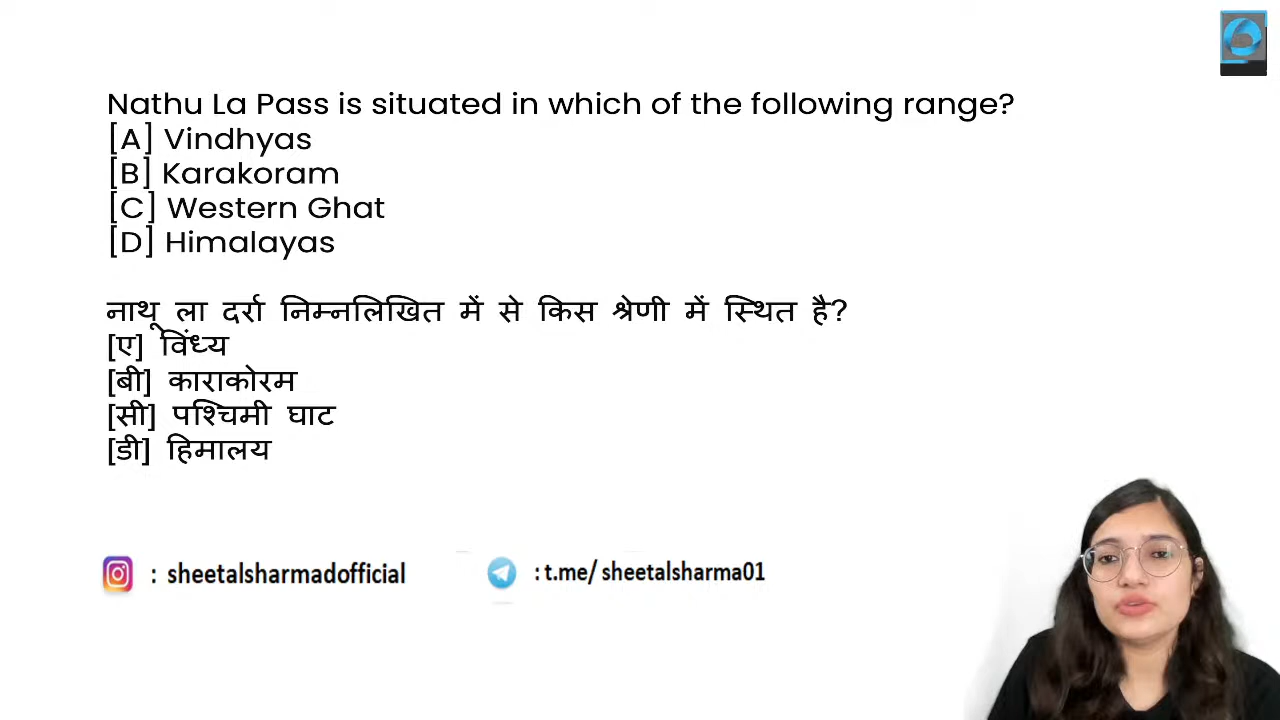 Nathu La Pass is situated in which of the following range?
[A] Vindhyas
[B] Karakoram
[C] Western Ghat
[D] Himalayas
नाथू ला दर्रा निम्नलिखित में से किस श्रेणी में स्थित है?
[ए] विंध्य
[बी] काराकोरम
[सी] पश्चिमी घाट
[डी] हिमालय
: sheetalsharmadofficial
: t.me/ sheetalsharma01